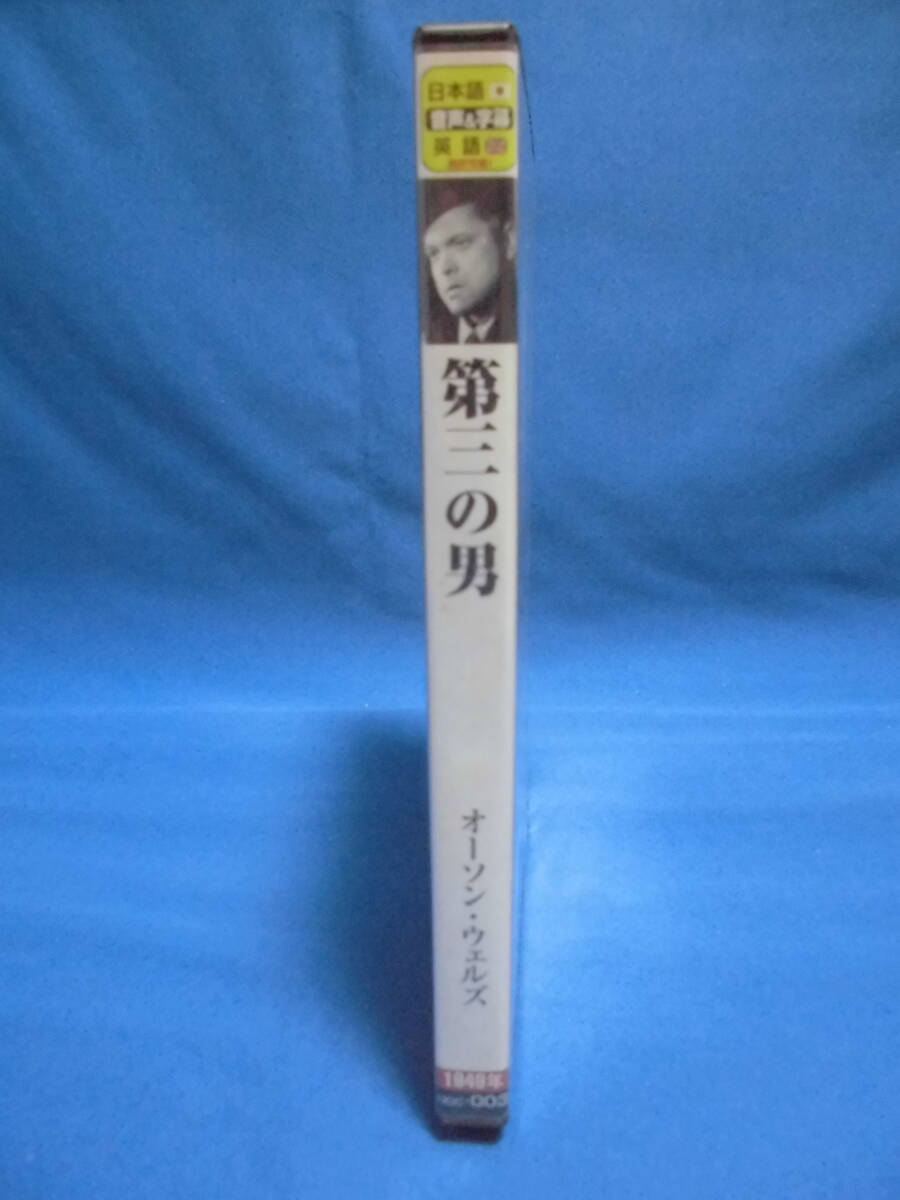 日本語
音声&字幕
英語
第三の男
オーソン・ウェルズ
1949年